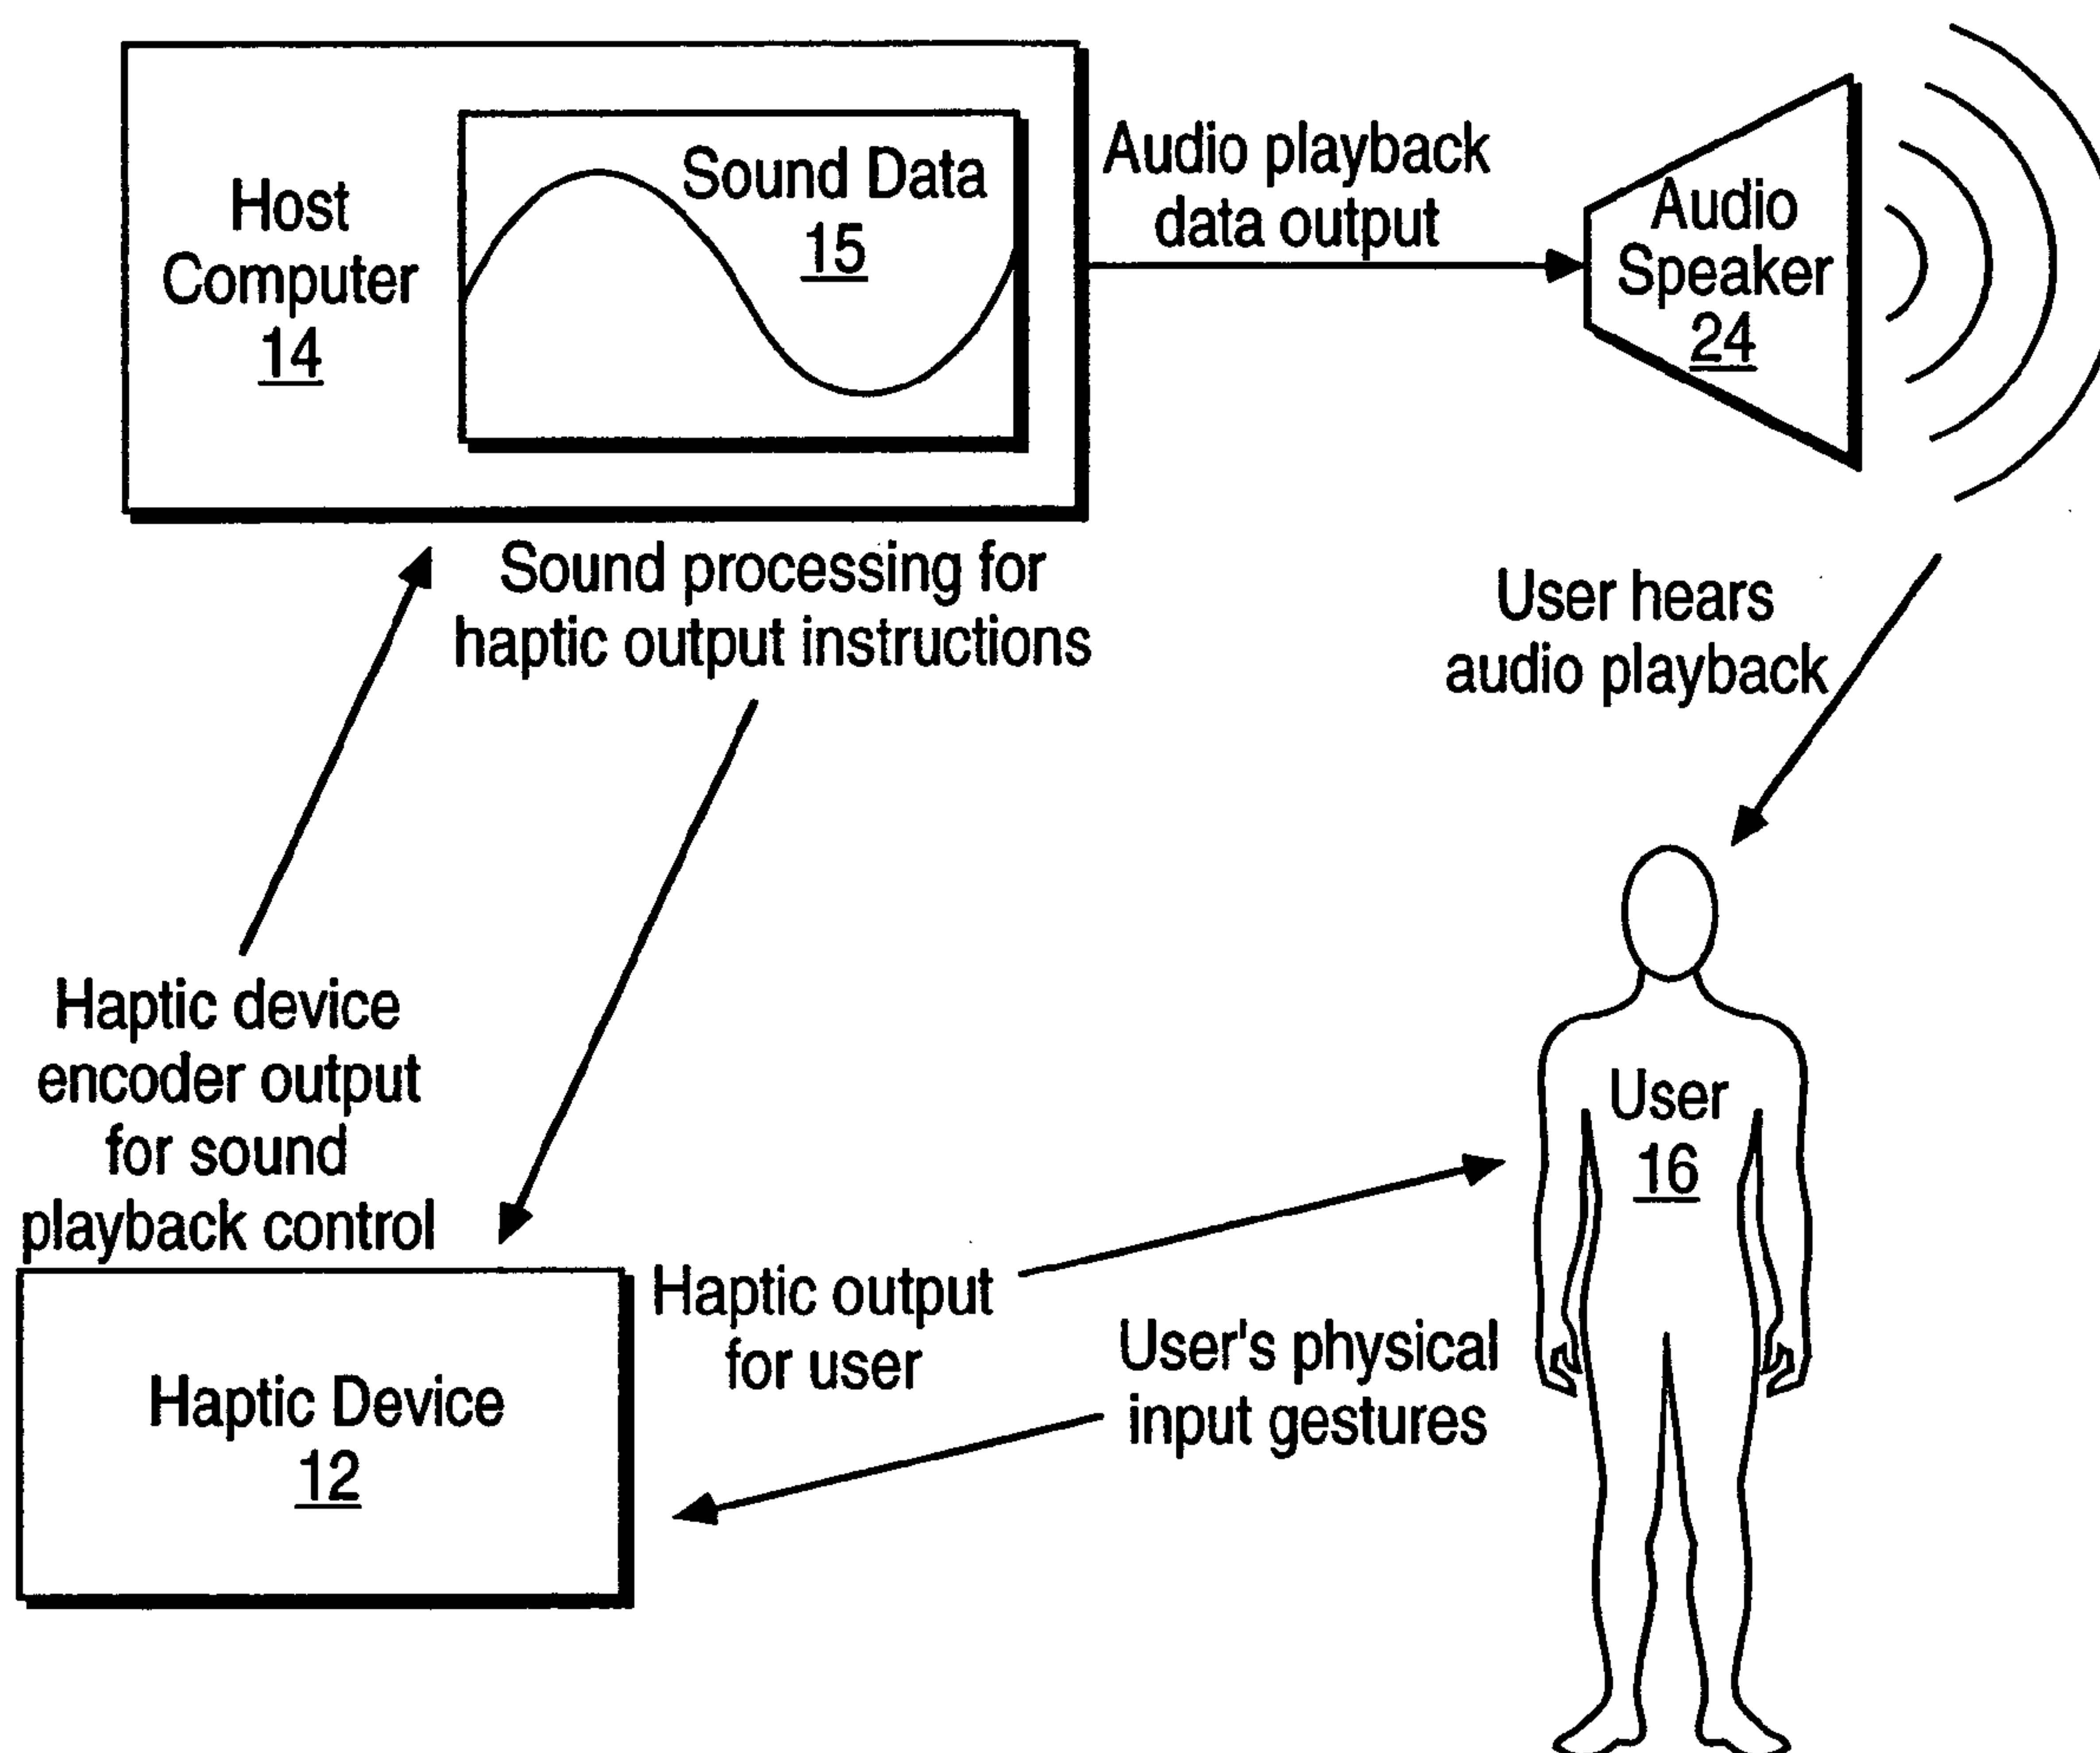 Host
Computer
14
Sound Data
15
Audio playback
data output
Audio
Speaker
24
Sound processing for
haptic output instructions
User hears
audio playback
Haptic device
encoder output
for sound
playback control
Haptic output
for user
User's physical
input gestures
User
16
Haptic Device
12